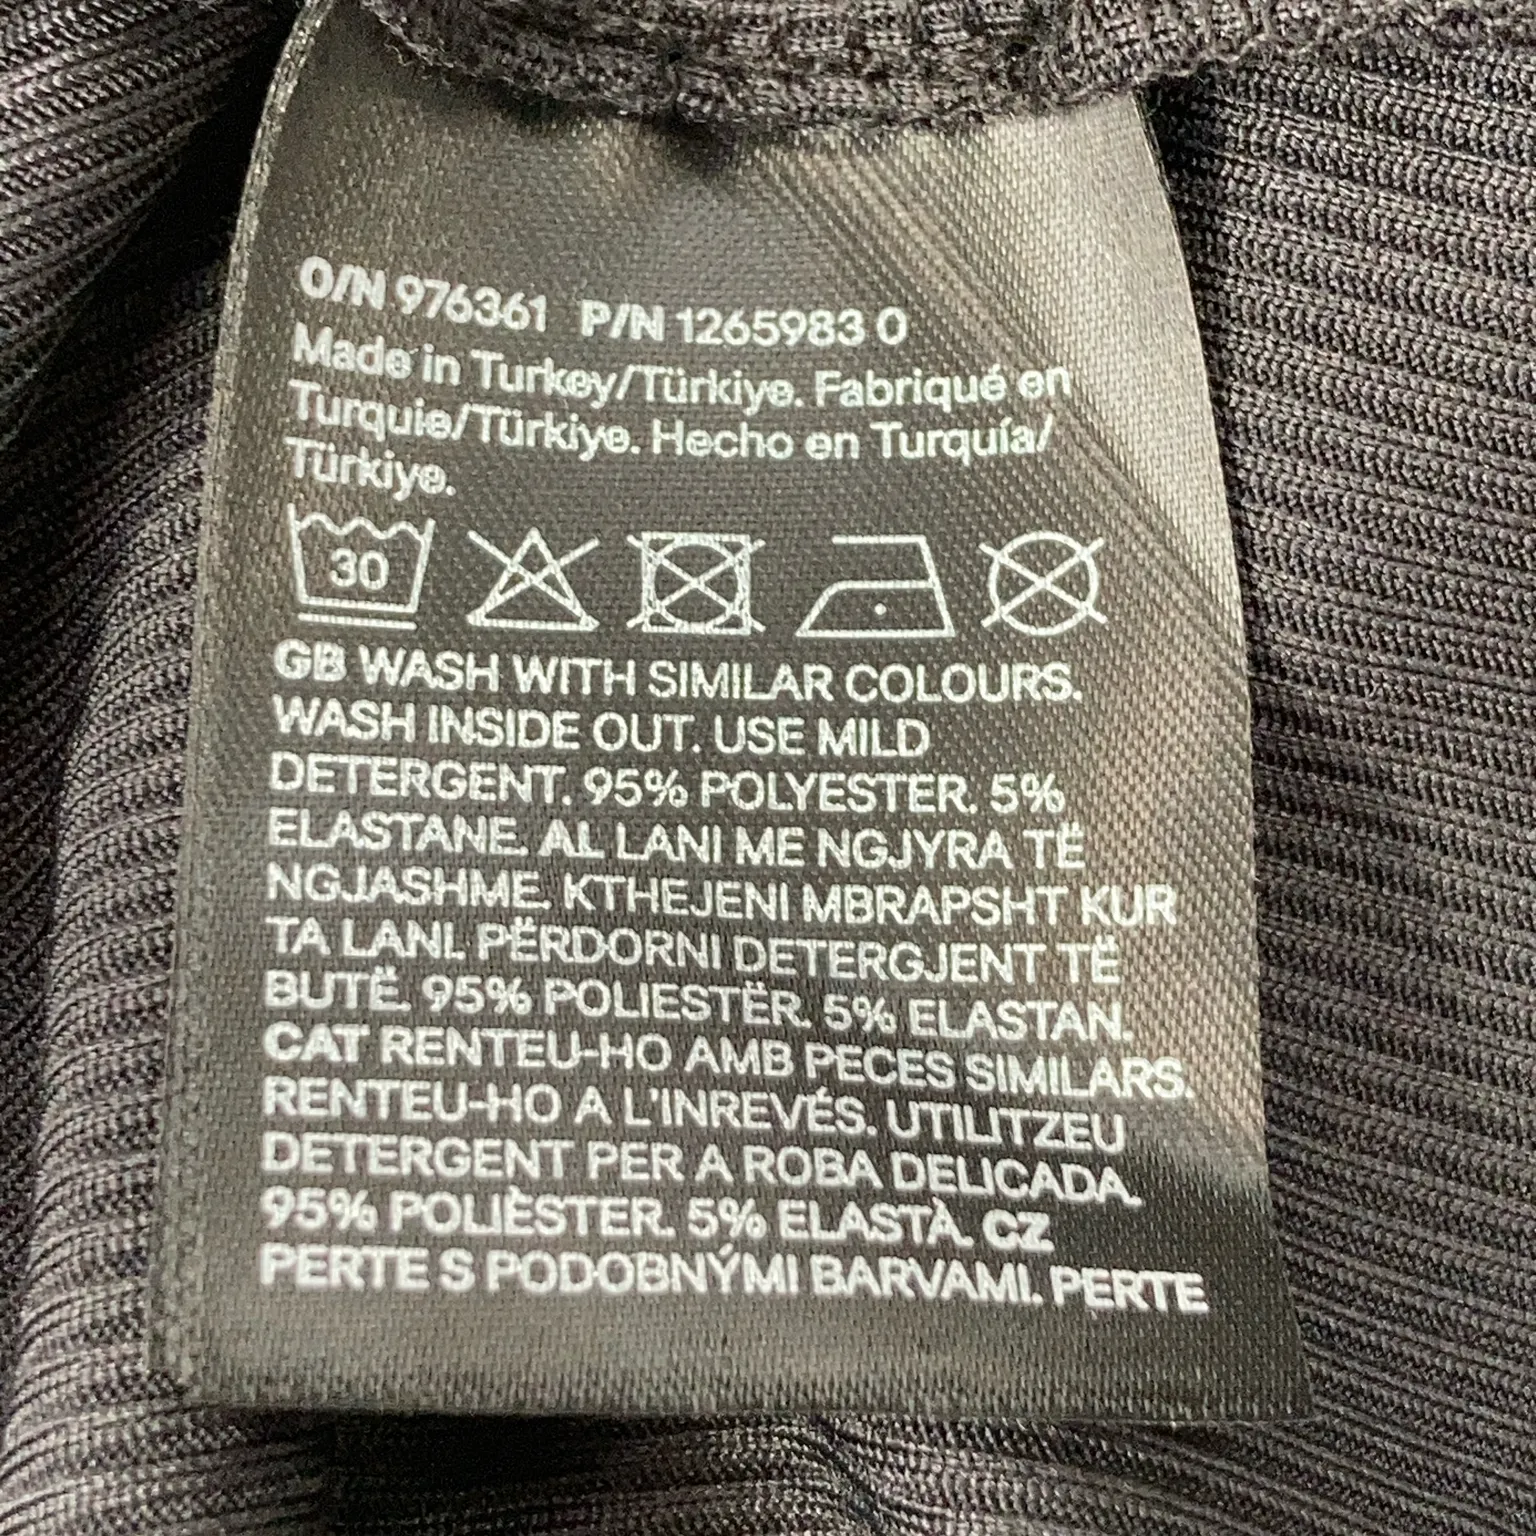 O/N 976361 P/N 1265983 0
Made in Turkey/Türkiye. Fabriqué en
Turquie/Türkiye. Hecho en Turquía/
Türkiye.
30
GB WASH WITH SIMILAR COLOURS.
WASH INSIDE OUT. USE MILD
DETERGENT. 95% POLYESTER. 5%
ELASTANE. AL LANI ME NGJYRA TË
NGJASHME. KTHEJENI MBRAPSHT KUR
TA LANI. PËRDORNI DETERGJENT TË
BUTË. 95% POLIESTËR. 5% ELASTAN.
CAT RENTEU-HO AMB PECES SIMILARS.
RENTEU-HO A L'INREVÉS. UTILITZEU
DETERGENT PER A ROBA DELICADA.
95% POLIÈSTER. 5% ELASTÀ. CZ
PERTE S PODOBNÝMI BARVAMI. PERTE